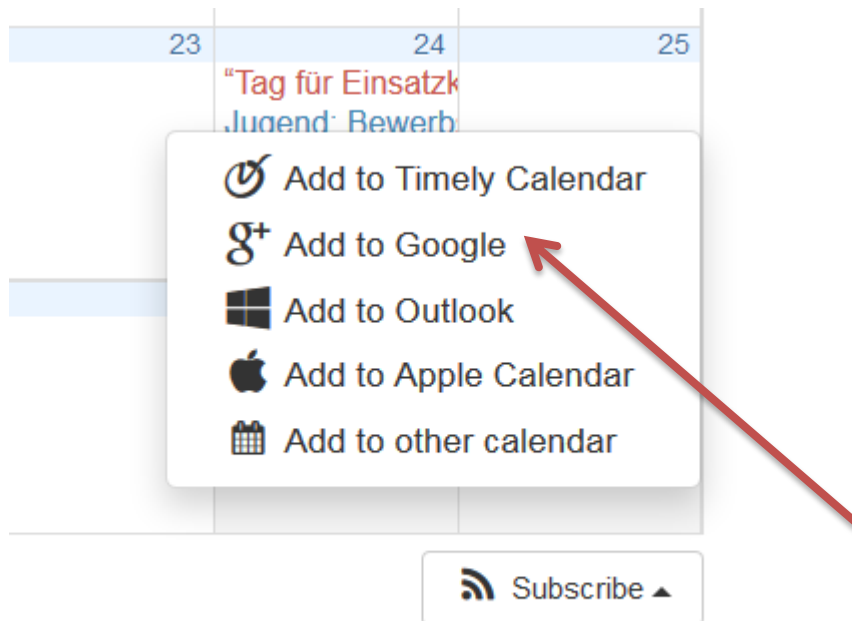 23 24 25
“Tag für Einsatzk
Jugend: Bewerb
Add to Timely Calendar
g+ Add to Google
Add to Outlook
Add to Apple Calendar
Add to other calendar
Subscribe